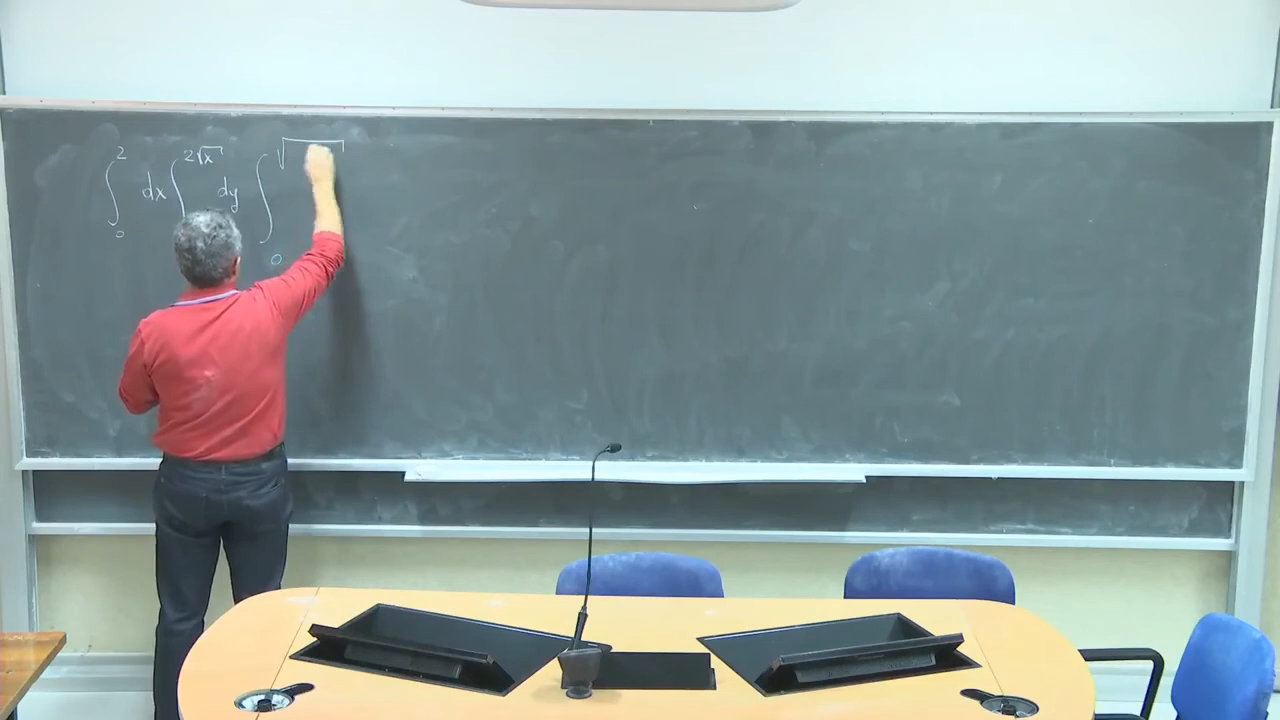 ∫₀² dx ∫^{2√x} dy ∫₀^{√}